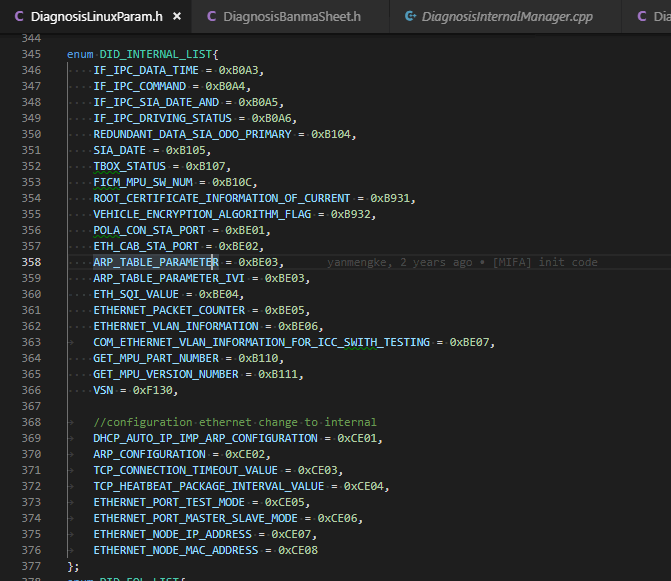 DiagnosisLinuxParam.h DiagnosisBanmaSheet.h DiagnosisInternalManager.cpp Dia
344
345 enum DID_INTERNAL_LIST{
346 IF_IPC_DATA_TIME = 0xB0A3,
347 IF_IPC_COMMAND = 0xB0A4,
348 IF_IPC_SIA_DATE_AND = 0xB0A5,
349 IF_IPC_DRIVING_STATUS = 0xB0A6,
350 REDUNDANT_DATA_SIA_ODO_PRIMARY = 0xB104,
351 SIA_DATE = 0xB105,
352 TBOX_STATUS = 0xB107,
353 FICM_MPU_SW_NUM = 0xB10C,
354 ROOT_CERTIFICATE_INFORMATION_OF_CURRENT = 0xB931,
355 VEHICLE_ENCRYPTION_ALGORITHM_FLAG = 0xB932,
356 POLA_CON_STA_PORT = 0xBE01,
357 ETH_CAB_STA_PORT = 0xBE02,
358 ARP_TABLE_PARAMETER = 0xBE03, yanmengke, 2 years ago • [MIFA] init code
359 ARP_TABLE_PARAMETER_IVI = 0xBE03,
360 ETH_SQI_VALUE = 0xBE04,
361 ETHERNET_PACKET_COUNTER = 0xBE05,
362 ETHERNET_VLAN_INFORMATION = 0xBE06,
363 COM_ETHERNET_VLAN_INFORMATION_FOR_ICC_SWITH_TESTING = 0xBE07,
364 GET_MPU_PART_NUMBER = 0xB110,
365 GET_MPU_VERSION_NUMBER = 0xB111,
366 VSN = 0xF130,
367
368 //configuration ethernet change to internal
369 DHCP_AUTO_IP_IMP_ARP_CONFIGURATION = 0xCE01,
370 ARP_CONFIGURATION = 0xCE02,
371 TCP_CONNECTION_TIMEOUT_VALUE = 0xCE03,
372 TCP_HEATBEAT_PACKAGE_INTERVAL_VALUE = 0xCE04,
373 ETHERNET_PORT_TEST_MODE = 0xCE05,
374 ETHERNET_PORT_MASTER_SLAVE_MODE = 0xCE06,
375 ETHERNET_NODE_IP_ADDRESS = 0xCE07,
376 ETHERNET_NODE_MAC_ADDRESS = 0xCE08
377 };
378 enum DID_EOL_LIST{